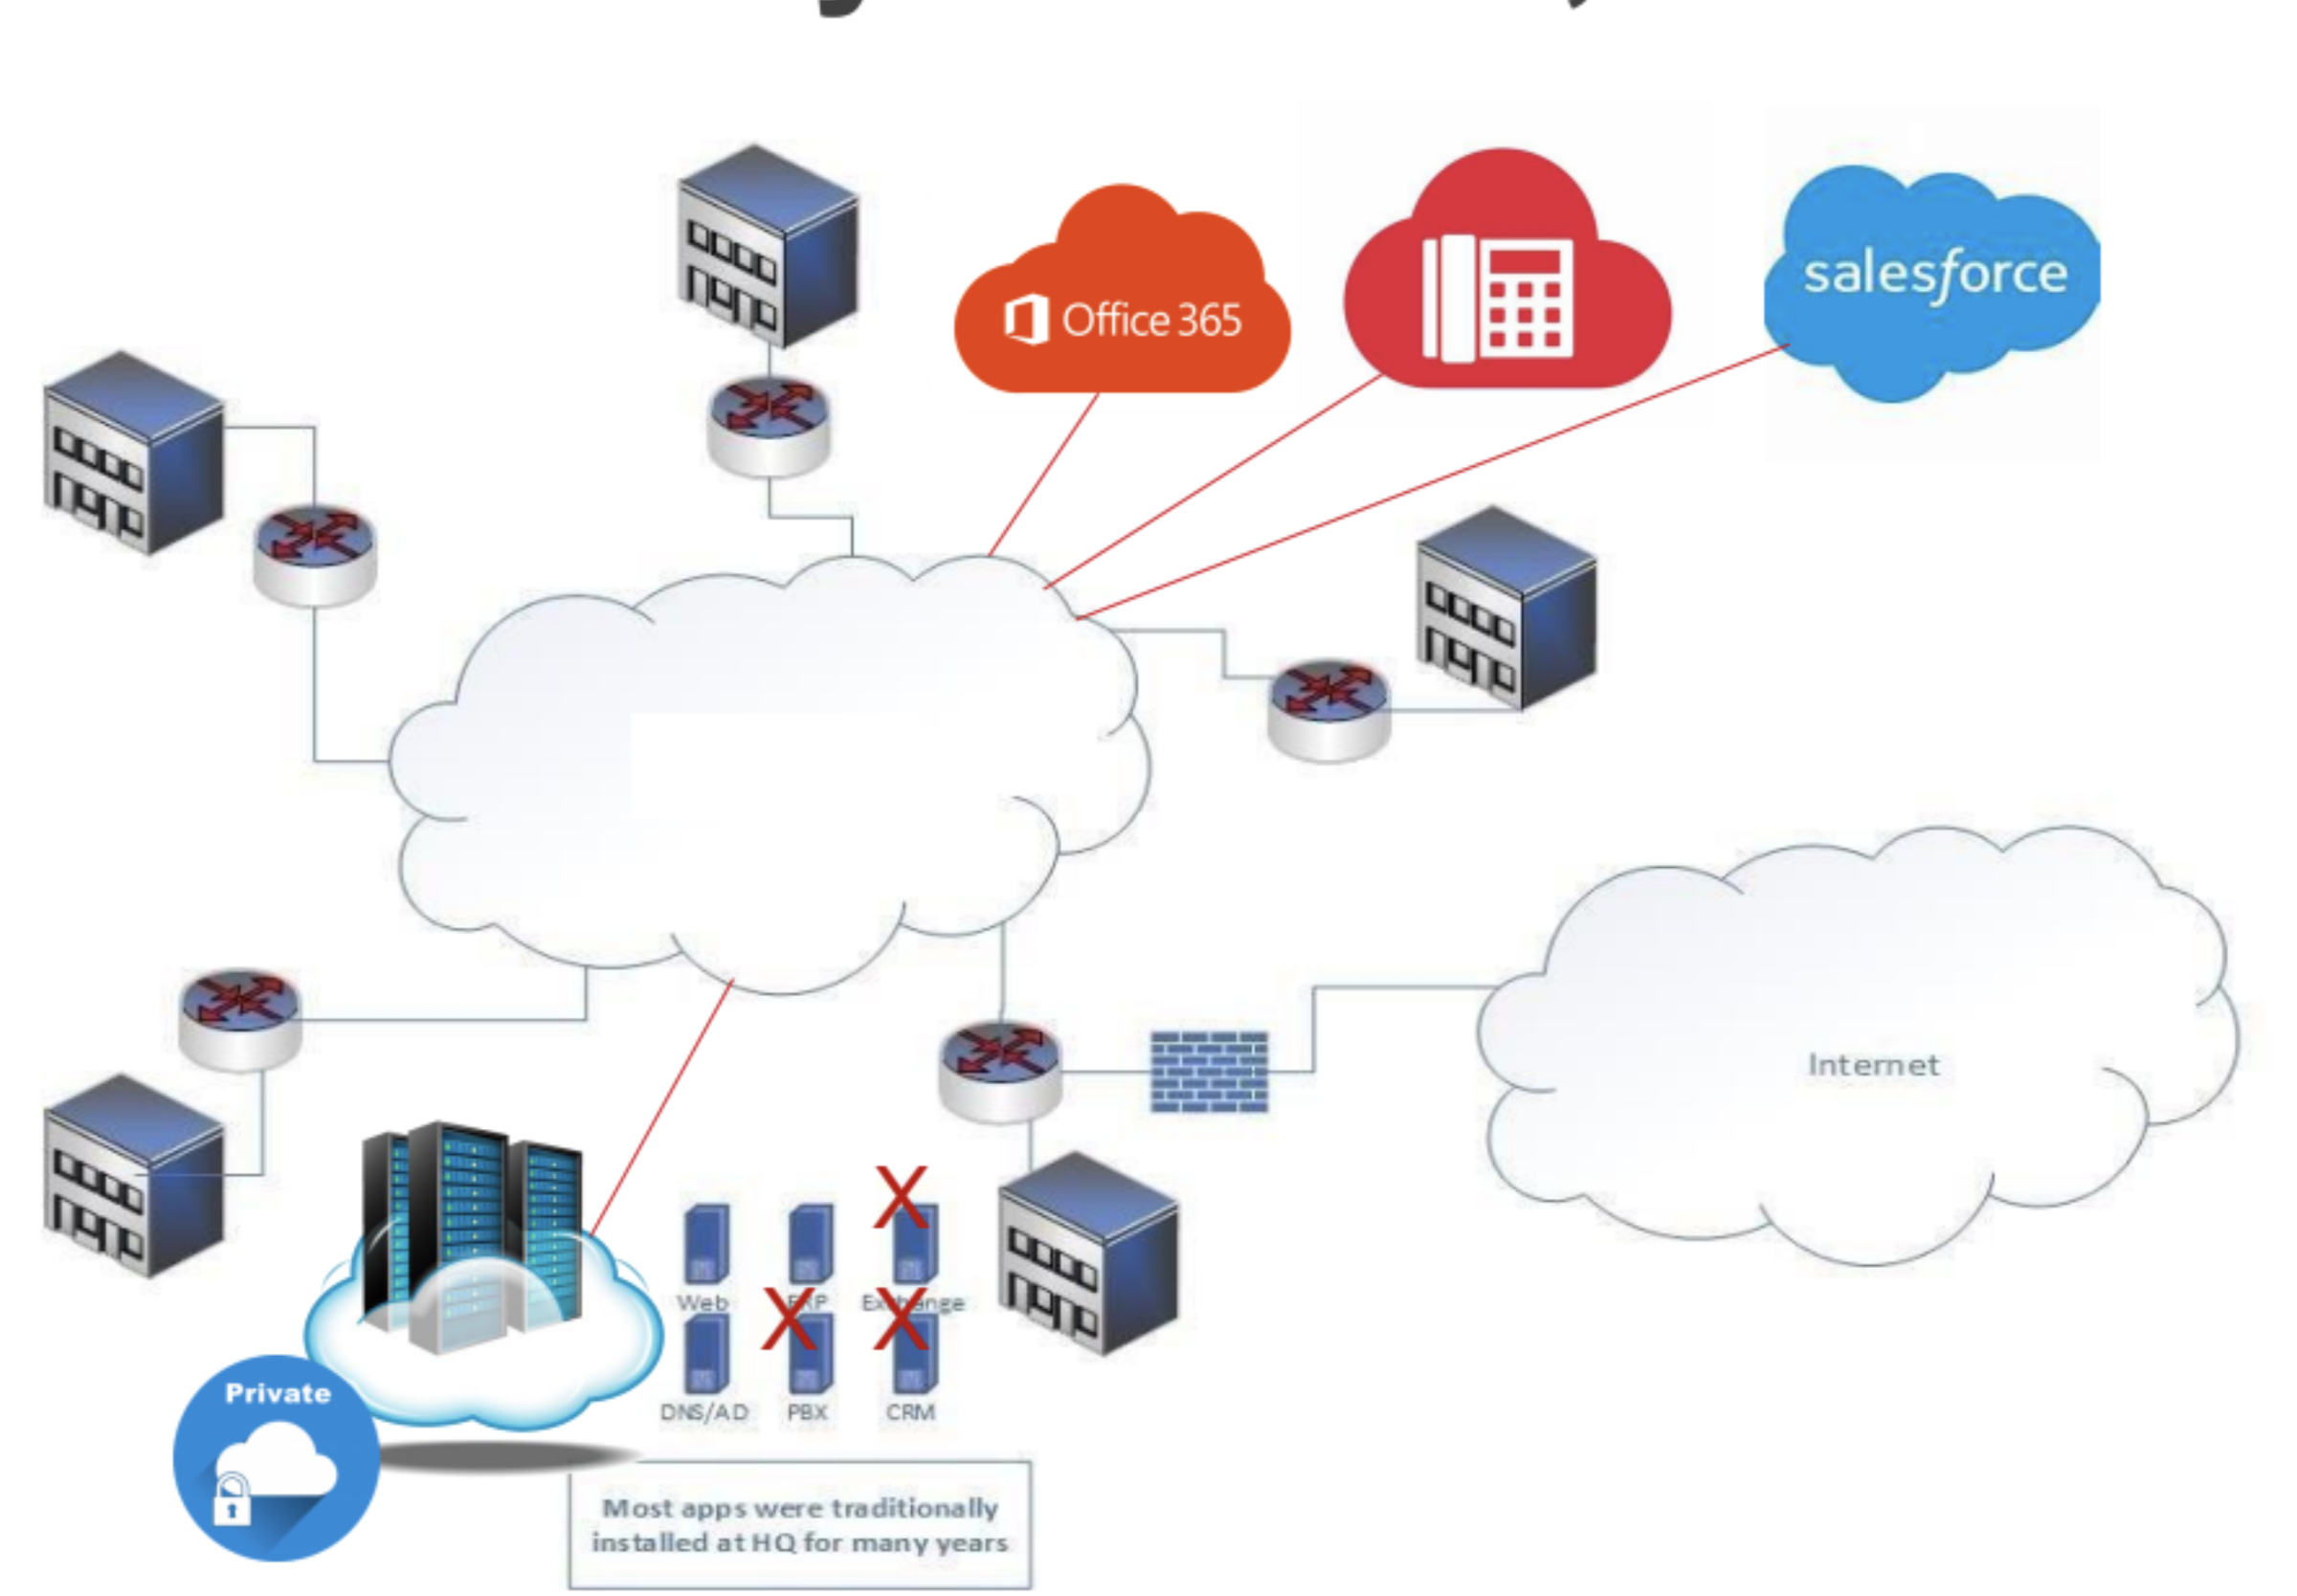 Office 365
salesforce
Internet
Web
ERP
Exchange
DNS/AD
PBX
CRM
Private
Most apps were traditionally
installed at HQ for many years